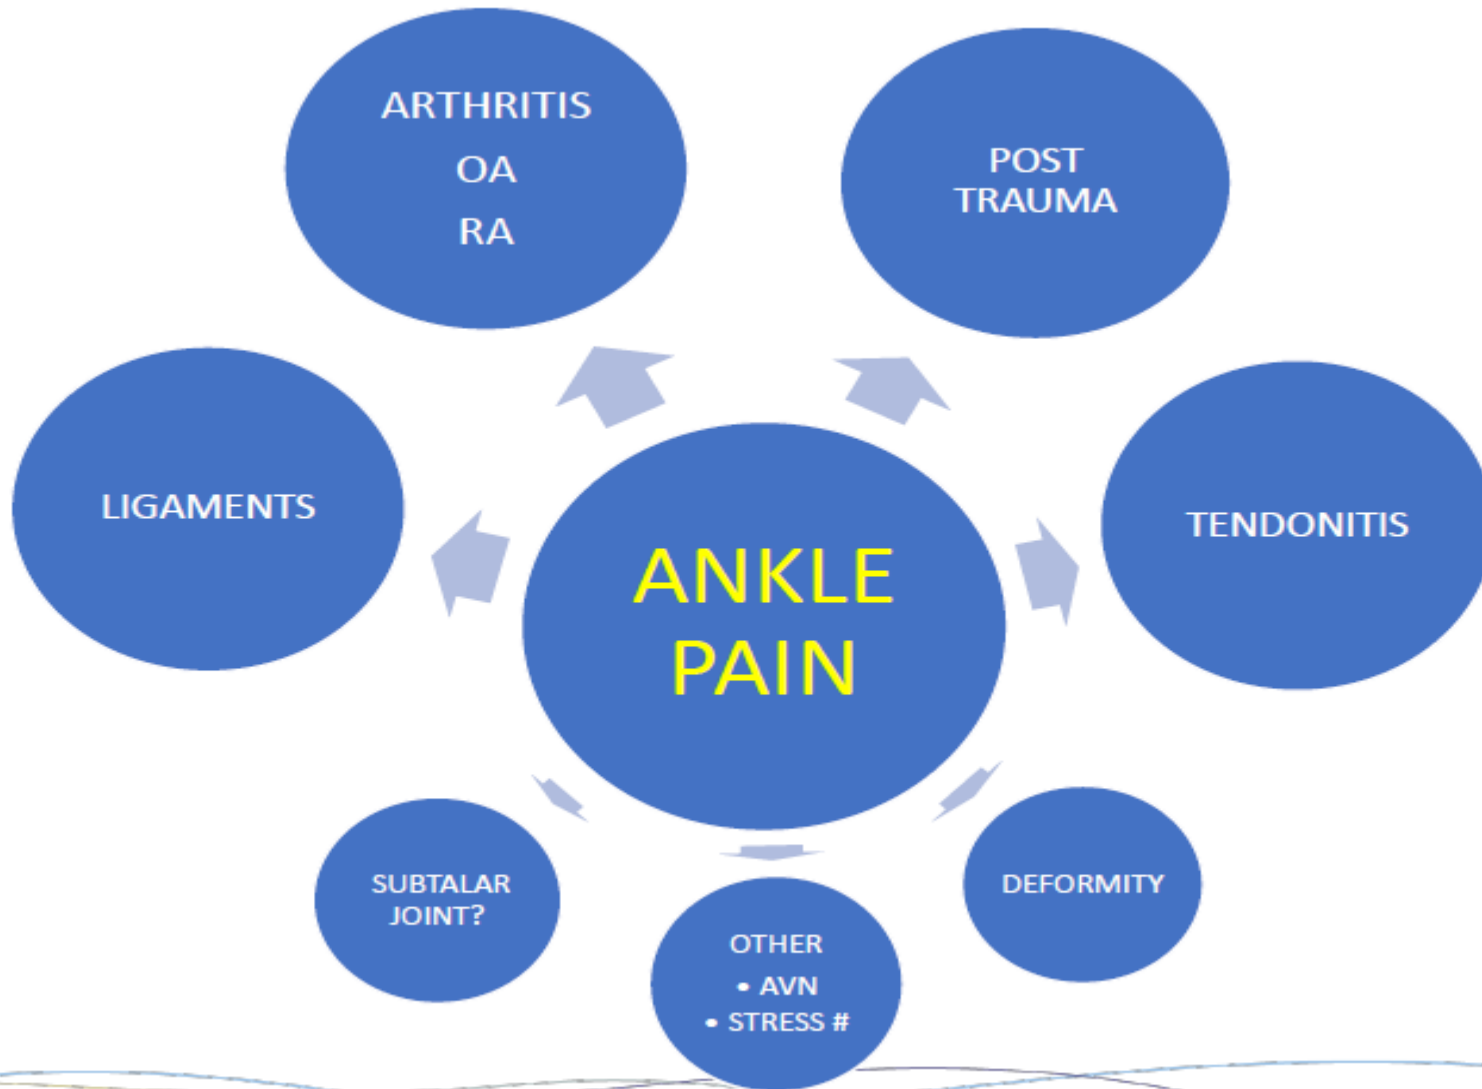 ARTHRITIS
OA
RA
POST
TRAUMA
LIGAMENTS
TENDONITIS
ANKLE
PAIN
SUBTALAR
JOINT?
DEFORMITY
OTHER
• AVN
• STRESS #